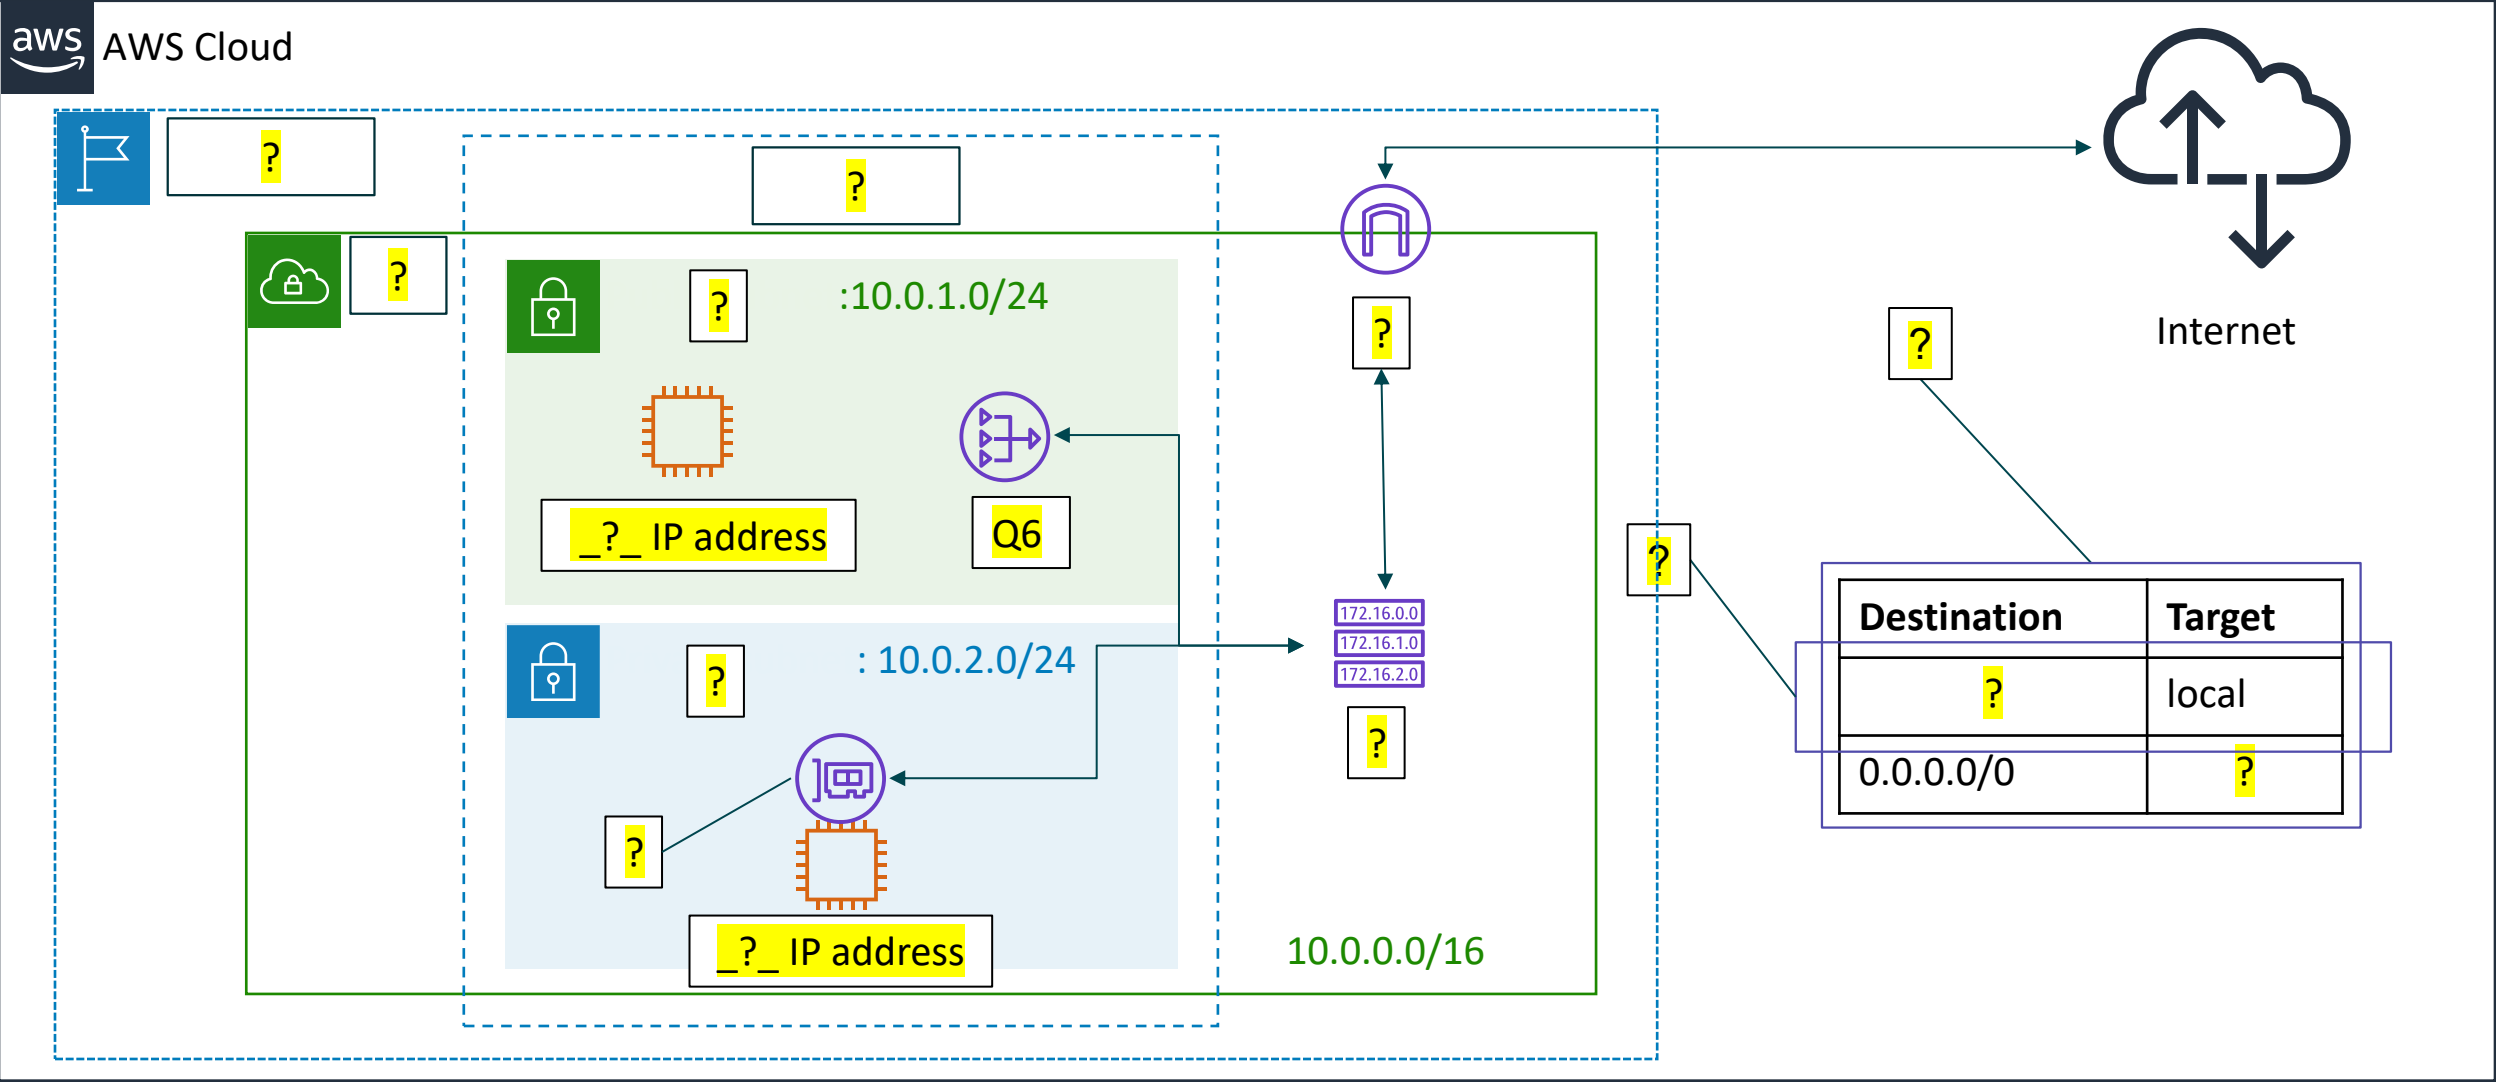 aws
AWS Cloud
?
?
?
?
:10.0.1.0/24
?
?
Internet
_?_ IP address
Q6
?
172.16.0.0
172.16.1.0
172.16.2.0
?
?
: 10.0.2.0/24
?
_?_ IP address
10.0.0.0/16
Destination
Target
?
local
0.0.0.0/0
?